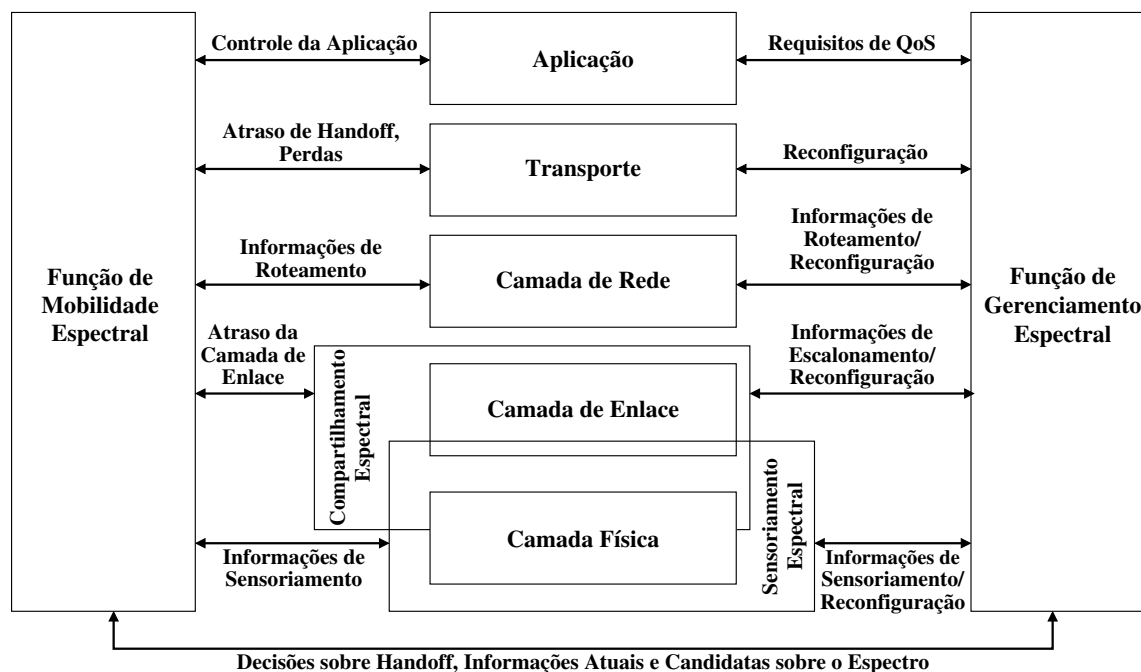 Controle da Aplicação
Aplicação
Requisitos de QoS
Atraso de Handoff,
Perdas
Transporte
Reconfiguração
Informações de
Roteamento
Camada de Rede
Informações de
Roteamento/
Reconfiguração
Função de
Mobilidade
Espectral
Função de
Gerenciamento
Espectral
Atraso da
Camada de
Enlace
Compartilhamento
Espectral
Camada de Enlace
Informações de
Escalonamento/
Reconfiguração
Camada Física
Sensoriamento
Espectral
Informações de
Sensoriamento
Informações de
Sensoriamento/
Reconfiguração
Decisões sobre Handoff, Informações Atuais e Candidatas sobre o Espectro